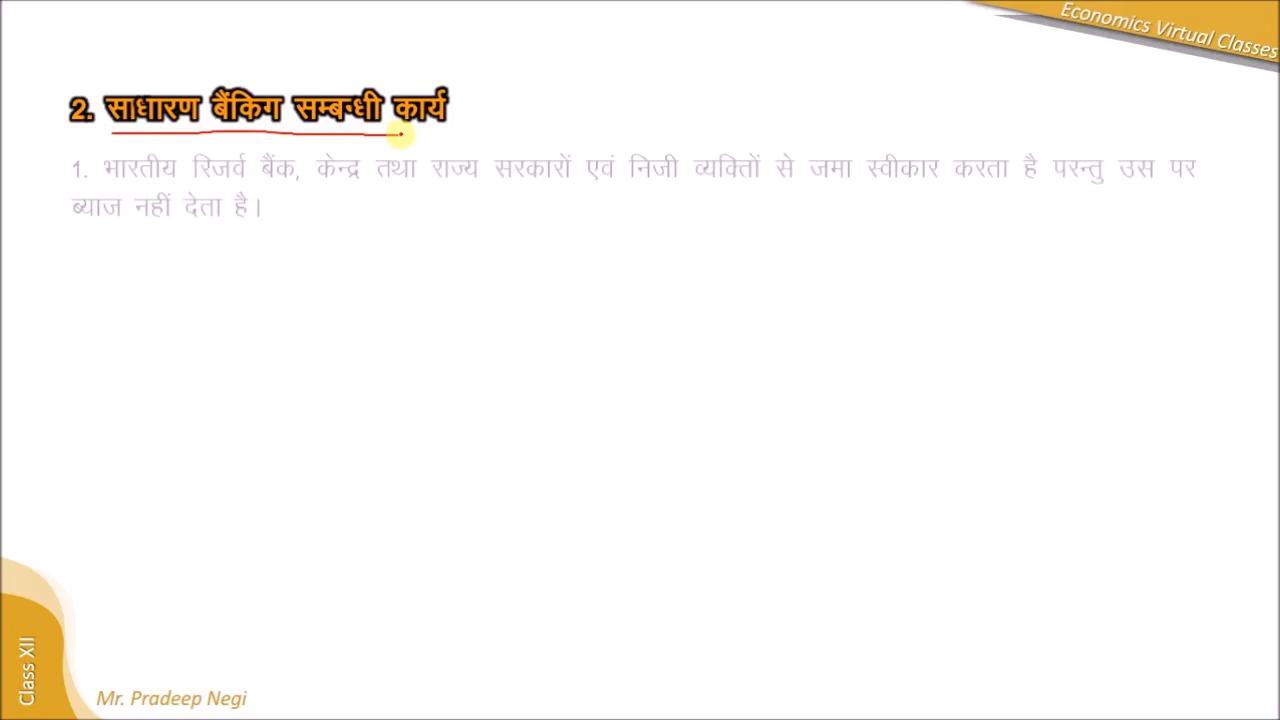 Economics Virtual Classes
2. साधारण बैंकिग सम्बन्धी कार्य
1. भारतीय रिजर्व बैंक, केन्द्र तथा राज्य सरकारों एवं निजी व्यक्तिों से जमा स्वीकार करता है परन्तु उस पर
ब्याज नहीं देता है।
Class XII
Mr. Pradeep Negi